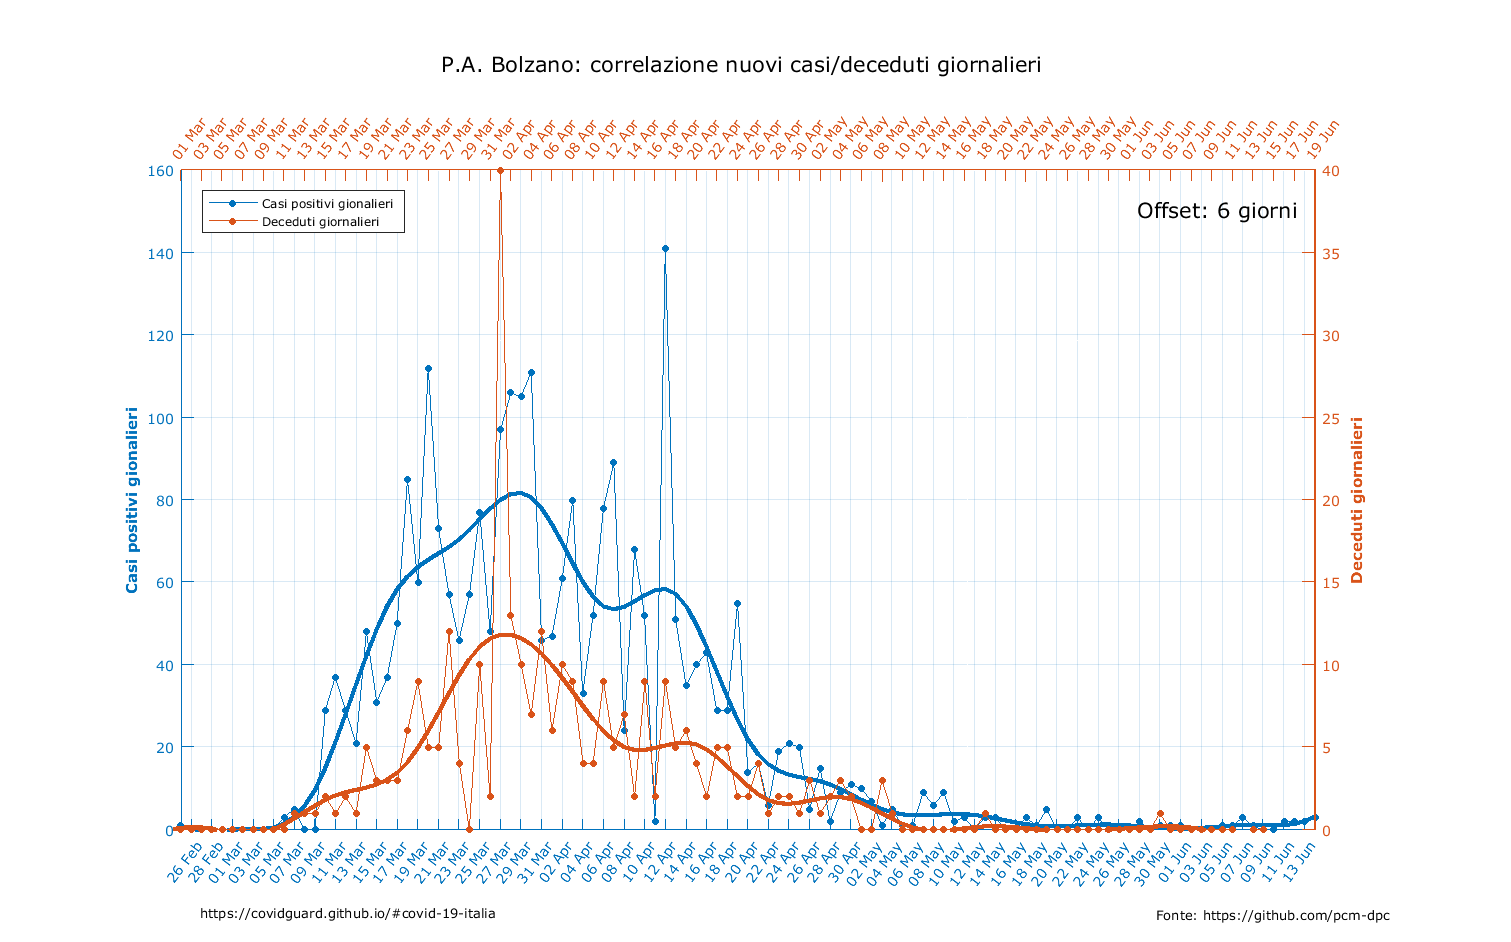 P.A. Bolzano: correlazione nuovi casi/deceduti giornalieri
01 Mar 03 Mar 05 Mar 07 Mar 09 Mar 11 Mar 13 Mar 15 Mar 17 Mar 19 Mar 21 Mar 23 Mar 25 Mar 27 Mar 29 Mar 31 Mar 02 Apr 04 Apr 06 Apr 08 Apr 10 Apr 12 Apr 14 Apr 16 Apr 18 Apr 20 Apr 22 Apr 24 Apr 26 Apr 28 Apr 30 Apr 02 May 04 May 06 May 08 May 10 May 12 May 14 May 16 May 18 May 20 May 22 May 24 May 26 May 28 May 30 May 01 Jun 03 Jun 05 Jun 07 Jun 09 Jun 11 Jun 13 Jun 15 Jun 17 Jun 19 Jun
160 40
Casi positivi gionalieri
Deceduti giornalieri
Offset: 6 giorni
140 35
120 30
100 25
80 20
60 15
40 10
20 5
0 0
Casi positivi gionalieri
Deceduti giornalieri
26 Feb 28 Feb 01 Mar 03 Mar 05 Mar 07 Mar 09 Mar 11 Mar 13 Mar 15 Mar 17 Mar 19 Mar 21 Mar 23 Mar 25 Mar 27 Mar 29 Mar 31 Mar 02 Apr 04 Apr 06 Apr 08 Apr 10 Apr 12 Apr 14 Apr 16 Apr 18 Apr 20 Apr 22 Apr 24 Apr 26 Apr 28 Apr 30 Apr 02 May 04 May 06 May 08 May 10 May 12 May 14 May 16 May 18 May 20 May 22 May 24 May 26 May 28 May 30 May 01 Jun 03 Jun 05 Jun 07 Jun 09 Jun 11 Jun 13 Jun
https://covidguard.github.io/#covid-19-italia
Fonte: https://github.com/pcm-dpc